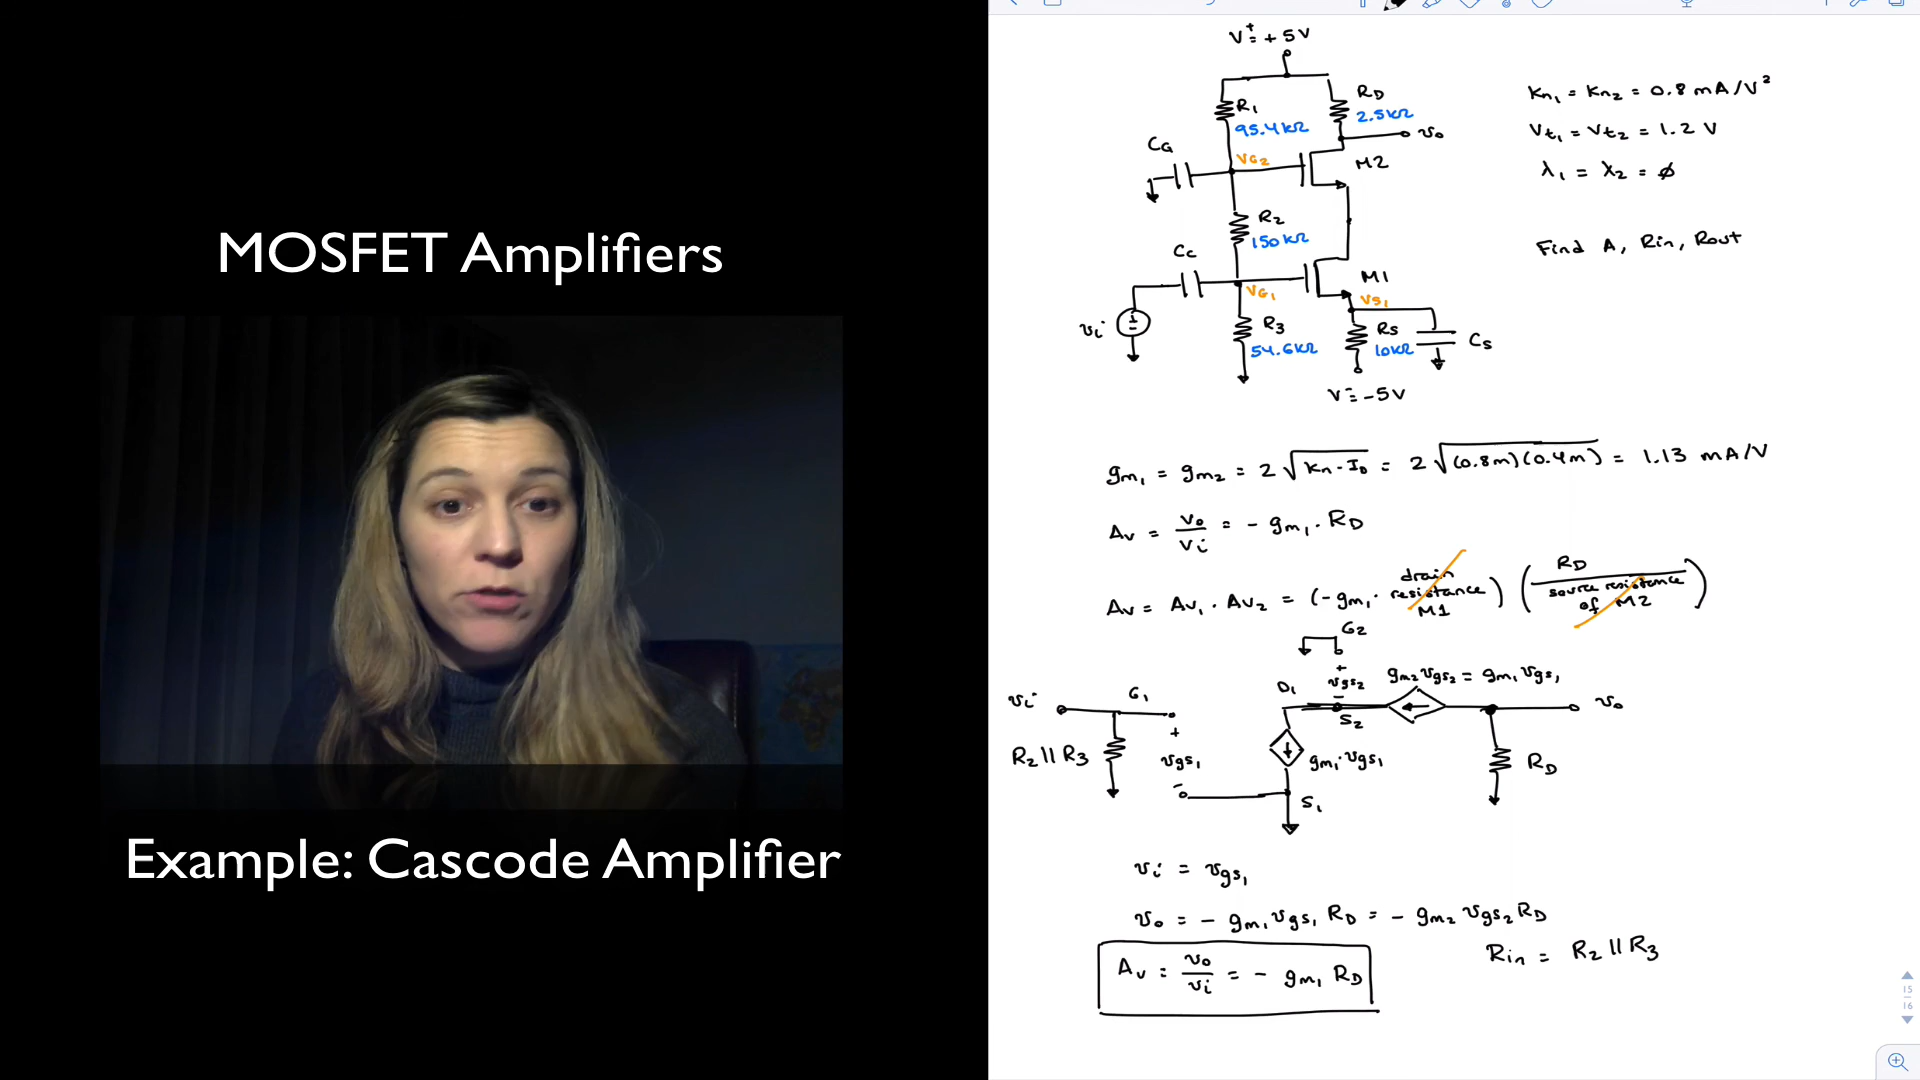 MOSFET Amplifiers
Example: Cascode Amplifier
V⁺= +5V
R₁
95.4kΩ
RD
2.5kΩ
vo
CG
VG2
M2
R₂
150kΩ
Cc
VG1
M1
VS1
vi
R3
54.6kΩ
Rs
10kΩ
Cs
V⁻= -5V
Kn₁ = Kn₂ = 0.8 mA/V²
Vt₁ = Vt₂ = 1.2 V
λ₁ = λ₂ = ∅
Find A, Rin, Rout
gm₁ = gm₂ = 2 √(Kn · ID) = 2 √((0.8m)(0.4m)) = 1.13 mA/V
Av = vo/vi = - gm₁ · RD
Av = Av₁ · Av₂ = (-gm₁ · drain resistance M1) (RD / source resistance of M2)
G2
+
vgs₂
-
gm₂vgs₂ = gm₁vgs₁
vi
G₁
D₁
S₂
vo
R₂ || R₃
+
vgs₁
-
gm₁·vgs₁
S₁
RD
vi = vgs₁
vo = - gm₁vgs₁ RD = - gm₂ vgs₂ RD
Av = vo/vi = - gm₁ RD
Rin = R₂ || R₃
15
16